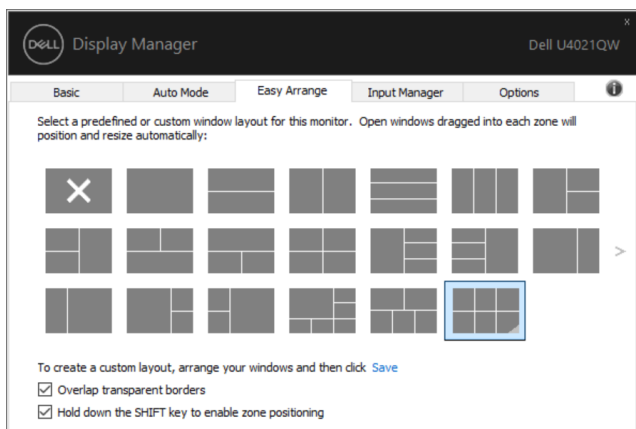 x
DELL Display Manager Dell U4021QW
Basic Auto Mode Easy Arrange Input Manager Options i
Select a predefined or custom window layout for this monitor. Open windows dragged into each zone will
position and resize automatically:
>
To create a custom layout, arrange your windows and then click Save
Overlap transparent borders
Hold down the SHIFT key to enable zone positioning